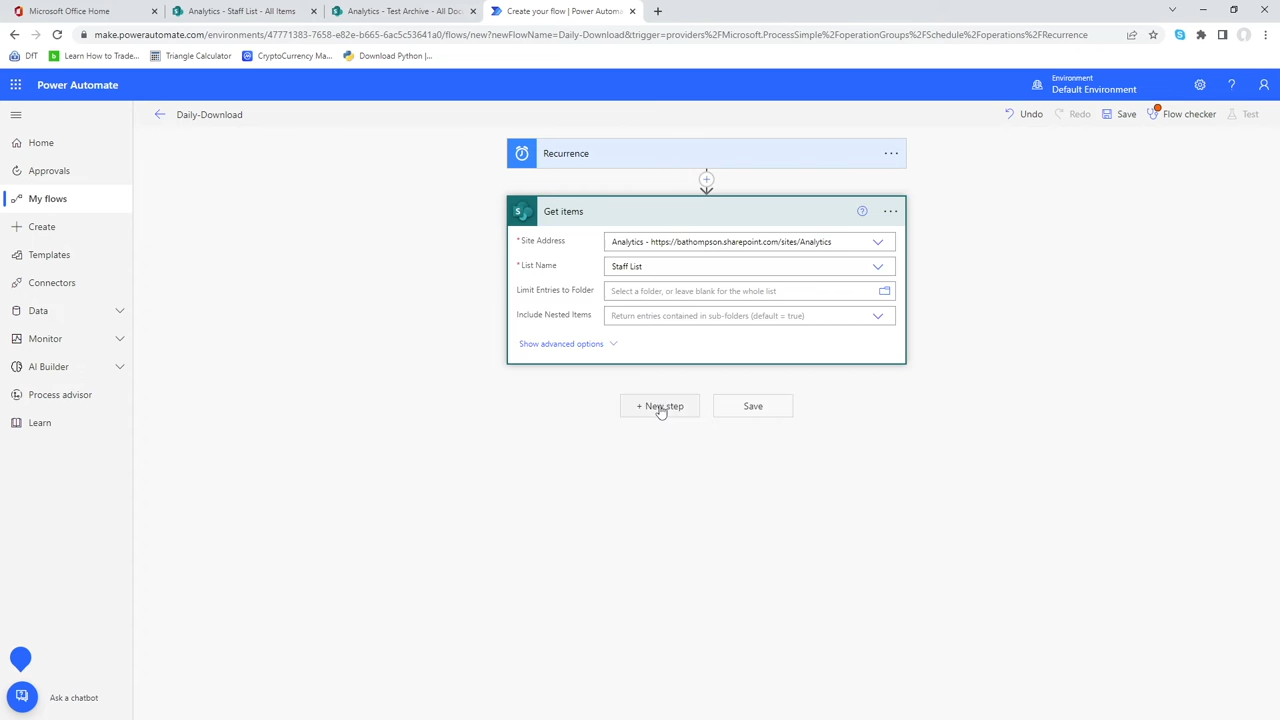 Microsoft Office Home
Analytics - Staff List - All Items
Analytics - Test Archive - All Doc
Create your flow | Power Automate
make.powerautomate.com/environments/47771383-7658-e82e-b665-6ac5c53641a0/flows/new?newFlowName=Daily-Download&trigger=providers%2FMicrosoft.ProcessSimple%2FoperationGroups%2FSchedule%2Foperations%2FRecurrence
DfT
Learn How to Trade...
Triangle Calculator
CryptoCurrency Ma...
Download Python |...
Power Automate
Environment
Default Environment
Daily-Download
Undo
Redo
Save
Flow checker
Test
Home
Approvals
My flows
Create
Templates
Connectors
Data
Monitor
AI Builder
Process advisor
Learn
Recurrence
Get items
* Site Address
Analytics - https://bathompson.sharepoint.com/sites/Analytics
* List Name
Staff List
Limit Entries to Folder
Select a folder, or leave blank for the whole list
Include Nested Items
Return entries contained in sub-folders (default = true)
Show advanced options
+ New step
Save
Ask a chatbot